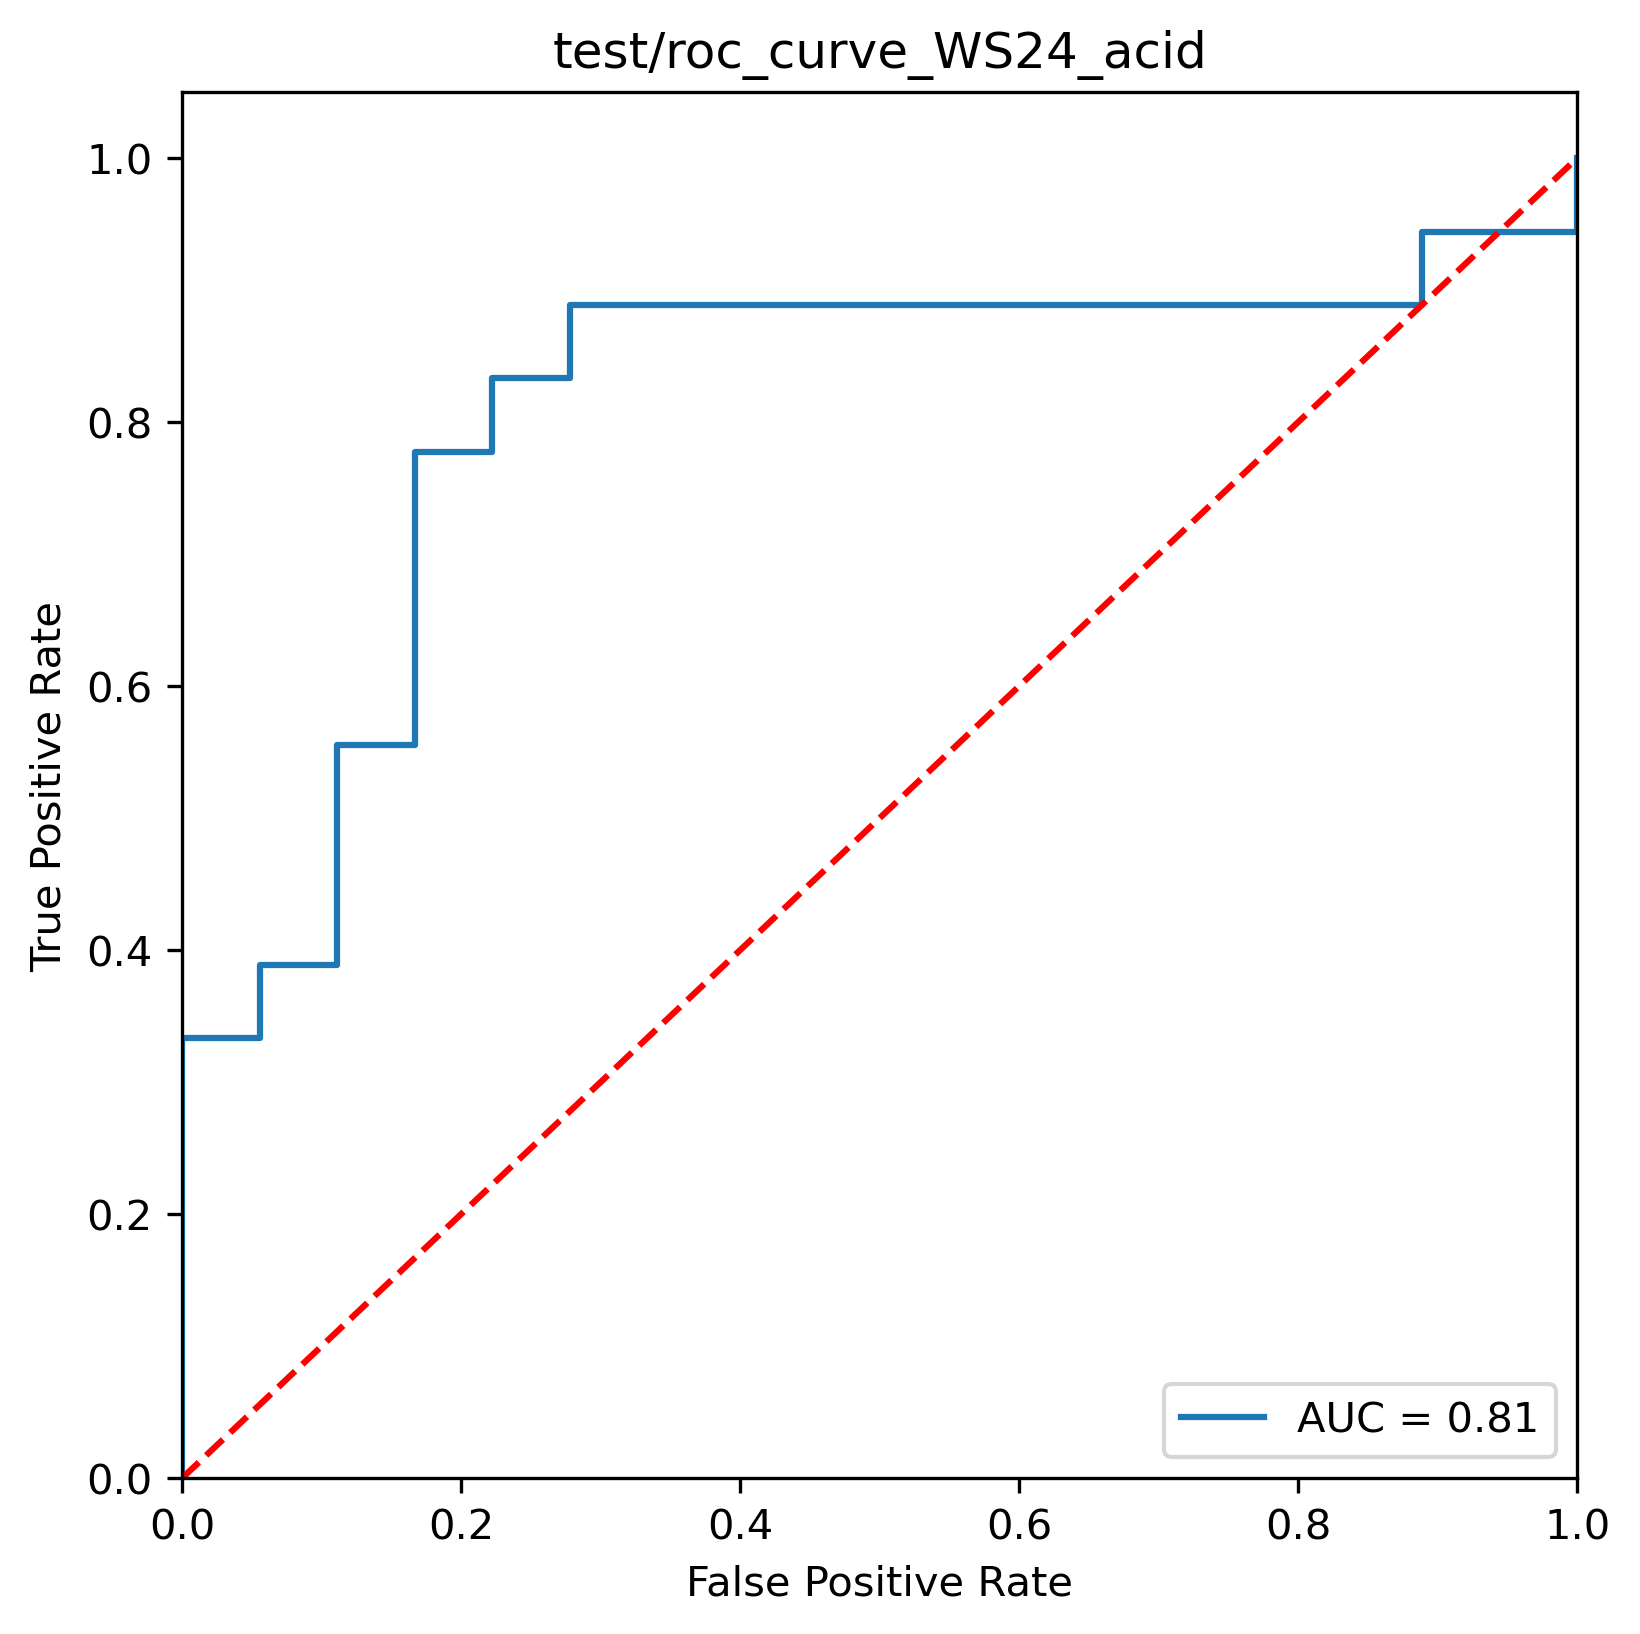 test/roc_curve_WS24_acid
True Positive Rate
1.0
0.8
0.6
0.4
0.2
0.0
AUC = 0.81
0.0 0.2 0.4 0.6 0.8 1.0
False Positive Rate